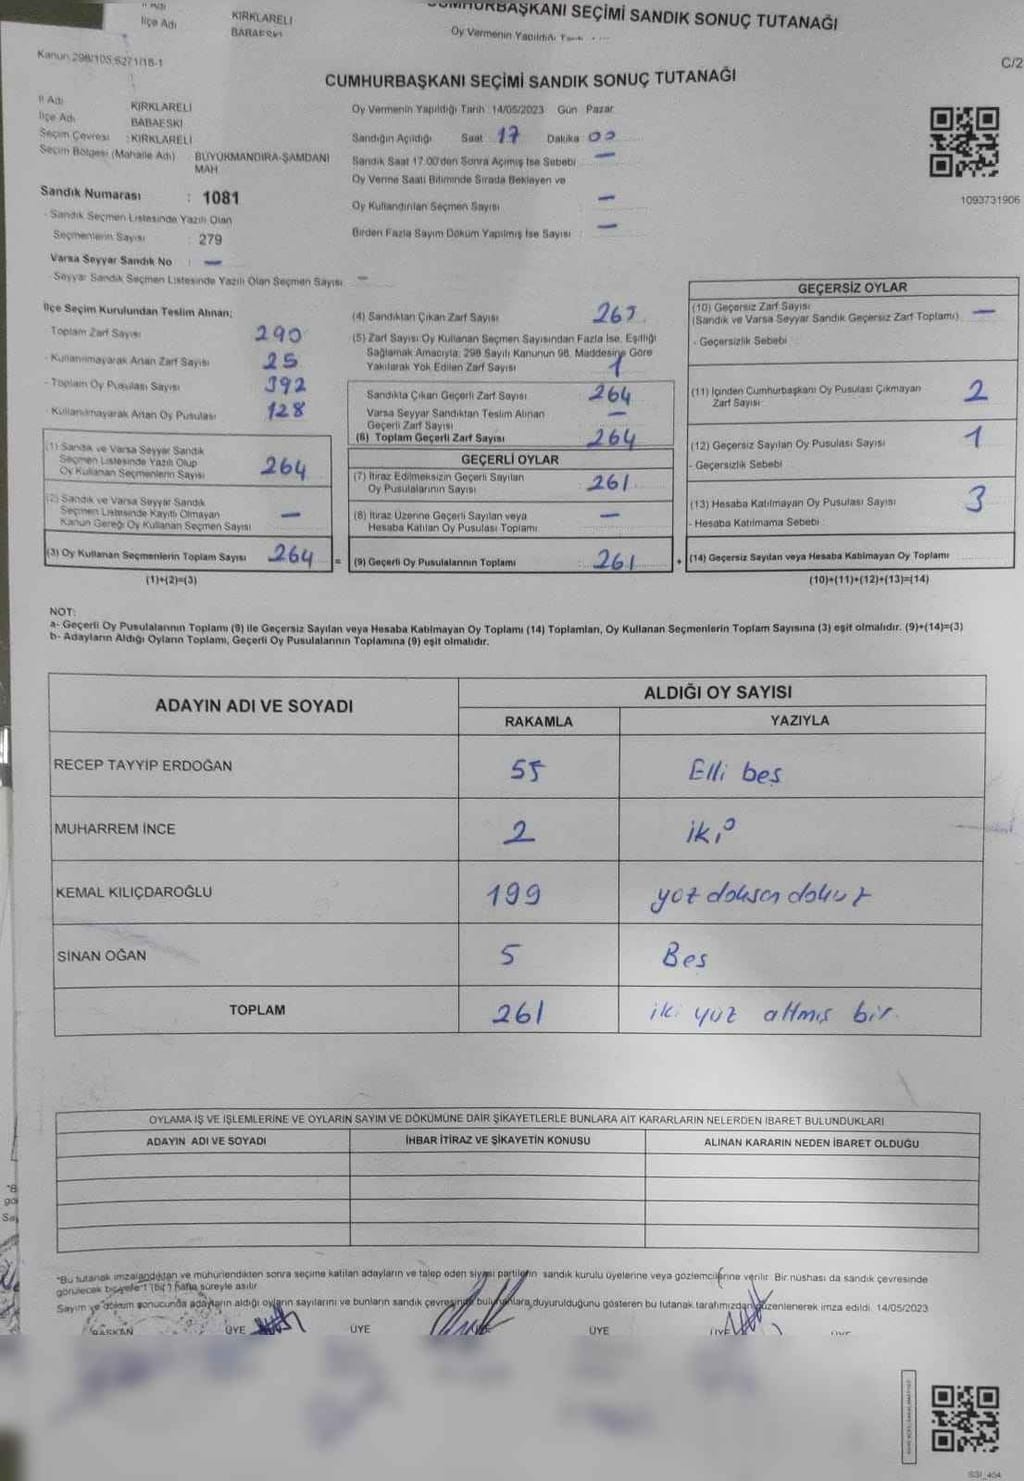 İlçe Adı KIRKLARELİ
BABAESKİ
CUMHURBAŞKANI SEÇİMİ SANDIK SONUÇ TUTANAĞI
Oy Vermenin Yapıldığı
Kanun 298/105;6271/18-1
C/2
CUMHURBAŞKANI SEÇİMİ SANDIK SONUÇ TUTANAĞI
İl Adı KIRKLARELİ
İlçe Adı BABAESKİ
Seçim Çevresi : KIRKLARELİ
Seçim Bölgesi (Mahalle Adı) BÜYÜKMANDIRA-ŞAMDANI MAH
Oy Vermenin Yapıldığı Tarih 14/05/2023 Gün Pazar
Sandığın Açıldığı Saat 17 Dakika 00
Sandık Saat 17.00'den Sonra Açımış İse Sebebi —
Oy Verme Saati Bitiminde Sırada Bekleyen ve
Oy Kullandırılan Seçmen Sayısı —
Birden Fazla Sayım Döküm Yapılmış İse Sayısı : —
1093731906
Sandık Numarası : 1081
- Sandık Seçmen Listesinde Yazılı Olan
Seçmenlerin Sayısı : 279
Varsa Seyyar Sandık No : —
- Seyyar Sandık Seçmen Listesinde Yazılı Olan Seçmen Sayısı : —
İlçe Seçim Kurulundan Teslim Alınan;
Toplam Zarf Sayısı 290
- Kullanılmayarak Artan Zarf Sayısı 25
- Toplam Oy Pusulası Sayısı 392
- Kullanılmayarak Artan Oy Pusulası 128
(1) Sandık ve Varsa Seyyar Sandık
Seçmen Listesinde Yazılı Olup
Oy Kullanan Seçmenlerin Sayısı 264
(2) Sandık ve Varsa Seyyar Sandık
Seçmen Listesinde Kayıtlı Olmayan
Kanun Gereği Oy Kullanan Seçmen Sayısı —
(3) Oy Kullanan Seçmenlerin Toplam Sayısı 264 =
(1)+(2)=(3)
(4) Sandıktan Çıkan Zarf Sayısı 265
(5) Zarf Sayısı Oy Kullanan Seçmen Sayısından Fazla İse, Eşitliği
Sağlamak Amacıyla; 298 Sayılı Kanunun 98. Maddesine Göre
Yakılarak Yok Edilen Zarf Sayısı 1
Sandıkta Çıkan Geçerli Zarf Sayısı 264
Varsa Seyyar Sandıktan Teslim Alınan
Geçerli Zarf Sayısı —
(6) Toplam Geçerli Zarf Sayısı 264
GEÇERLİ OYLAR
(7) İtiraz Edilmeksizin Geçerli Sayılan
Oy Pusulalarının Sayısı : 261
(8) İtiraz Üzerine Geçerli Sayılan veya
Hesaba Katılan Oy Pusulası Toplamı —
(9) Geçerli Oy Pusulalarının Toplamı 261 +
GEÇERSİZ OYLAR
(10) Geçersiz Zarf Sayısı
(Sandık ve Varsa Seyyar Sandık Geçersiz Zarf Toplamı) —
- Geçersizlik Sebebi
(11) İçinden Cumhurbaşkanı Oy Pusulası Çıkmayan
Zarf Sayısı 2
(12) Geçersiz Sayılan Oy Pusulası Sayısı 1
- Geçersizlik Sebebi
(13) Hesaba Katılmayan Oy Pusulası Sayısı 3
- Hesaba Katılmama Sebebi
(14) Geçersiz Sayılan veya Hesaba Katılmayan Oy Toplamı
(10)+(11)+(12)+(13)=(14)
NOT:
a- Geçerli Oy Pusulalarının Toplamı (9) ile Geçersiz Sayılan veya Hesaba Katılmayan Oy Toplamı (14) Toplamları, Oy Kullanan Seçmenlerin Toplam Sayısına (3) eşit olmalıdır. (9)+(14)=(3)
b- Adayların Aldığı Oyların Toplamı, Geçerli Oy Pusulalarının Toplamına (9) eşit olmalıdır.
ADAYIN ADI VE SOYADI ALDIĞI OY SAYISI
RAKAMLA YAZIYLA
RECEP TAYYİP ERDOĞAN 55 Elli beş
MUHARREM İNCE 2 iki
KEMAL KILIÇDAROĞLU 199 yüz doksan dokuz
SİNAN OĞAN 5 Beş
TOPLAM 261 iki yüz altmış bir
OYLAMA İŞ VE İŞLEMLERİNE VE OYLARIN SAYIM VE DÖKÜMÜNE DAİR ŞİKAYETLERLE BUNLARA AİT KARARLARIN NELERDEN İBARET BULUNDUKLARI
ADAYIN ADI VE SOYADI İHBAR İTİRAZ VE ŞİKAYETİN KONUSU ALINAN KARARIN NEDEN İBARET OLDUĞU
*Bu tutanak imzalandıktan ve mühürlendikten sonra seçime katılan adayların ve talep eden siyasi partilerin sandık kurulu üyelerine veya gözlemcilerine verilir. Bir nüshası da sandık çevresinde
görülecek bir yere 1 (bir) hafta süreyle asılır.
Sayım ve döküm sonucunda adayların aldığı oyların sayılarını ve bunların sandık çevresinde bulunanlara duyurulduğunu gösteren bu tutanak tarafımızdan düzenlenerek imza edildi. 14/05/2023
BAŞKAN ÜYE ÜYE ÜYE ÜYE